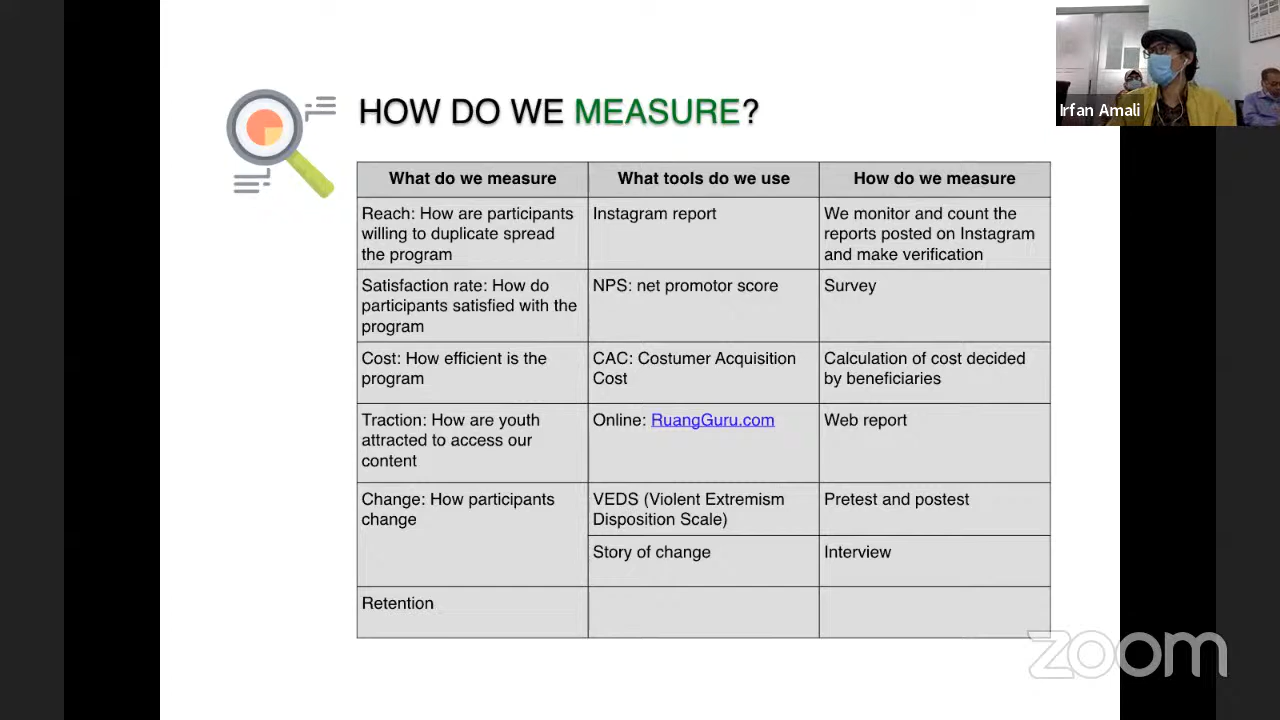 Irfan Amali
HOW DO WE MEASURE?
What do we measure
What tools do we use
How do we measure
Reach: How are participants
willing to duplicate spread
the program
Instagram report
We monitor and count the
reports posted on Instagram
and make verification
Satisfaction rate: How do
participants satisfied with the
program
NPS: net promotor score
Survey
Cost: How efficient is the
program
CAC: Costumer Acquisition
Cost
Calculation of cost decided
by beneficiaries
Traction: How are youth
attracted to access our
content
Online: RuangGuru.com
Web report
Change: How participants
change
VEDS (Violent Extremism
Disposition Scale)
Pretest and postest
Story of change
Interview
Retention
zoom